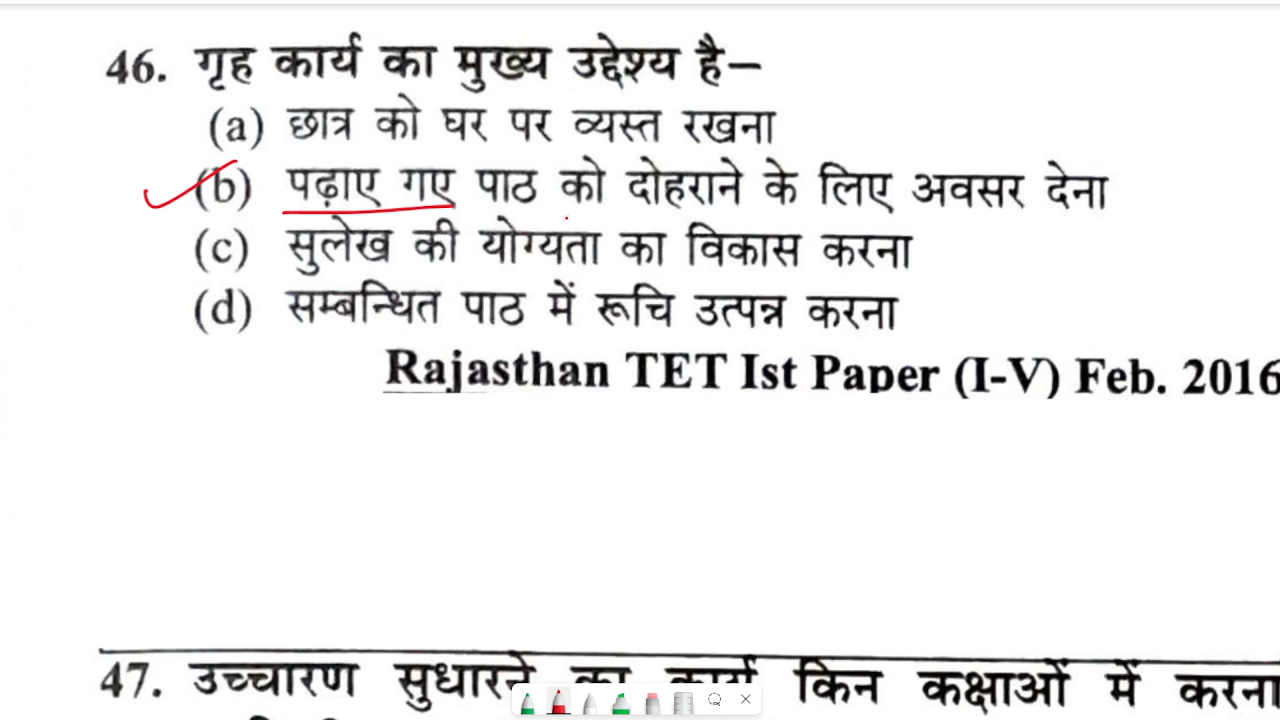 46. गृह कार्य का मुख्य उद्देश्य है–
(a) छात्र को घर पर व्यस्त रखना
(b) पढ़ाए गए पाठ को दोहराने के लिए अवसर देना
(c) सुलेख की योग्यता का विकास करना
(d) सम्बन्धित पाठ में रूचि उत्पन्न करना
Rajasthan TET Ist Paper (I-V) Feb. 2016
47. उच्चारण सुधारने का कार्य किन कक्षाओं में करना